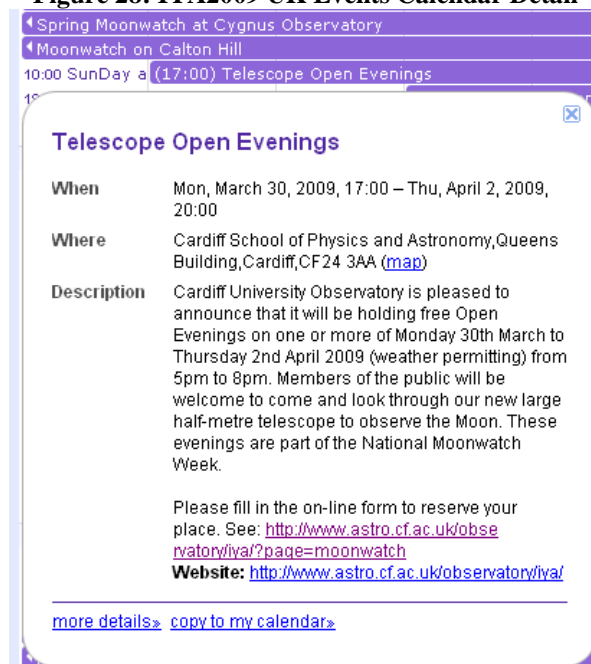 Spring Moonwatch at Cygnus Observatory
Moonwatch on Calton Hill
10:00 SunDay a
(17:00) Telescope Open Evenings
Telescope Open Evenings
When
Mon, March 30, 2009, 17:00 – Thu, April 2, 2009,
20:00
Where
Cardiff School of Physics and Astronomy,Queens
Building,Cardiff,CF24 3AA (map)
Description
Cardiff University Observatory is pleased to
announce that it will be holding free Open
Evenings on one or more of Monday 30th March to
Thursday 2nd April 2009 (weather permitting) from
5pm to 8pm. Members of the public will be
welcome to come and look through our new large
half-metre telescope to observe the Moon. These
evenings are part of the National Moonwatch
Week.
Please fill in the on-line form to reserve your
place. See: http://www.astro.cf.ac.uk/obse
rvatory/iya/?page=moonwatch
Website: http://www.astro.cf.ac.uk/observatory/iya/
more details» copy to my calendar»